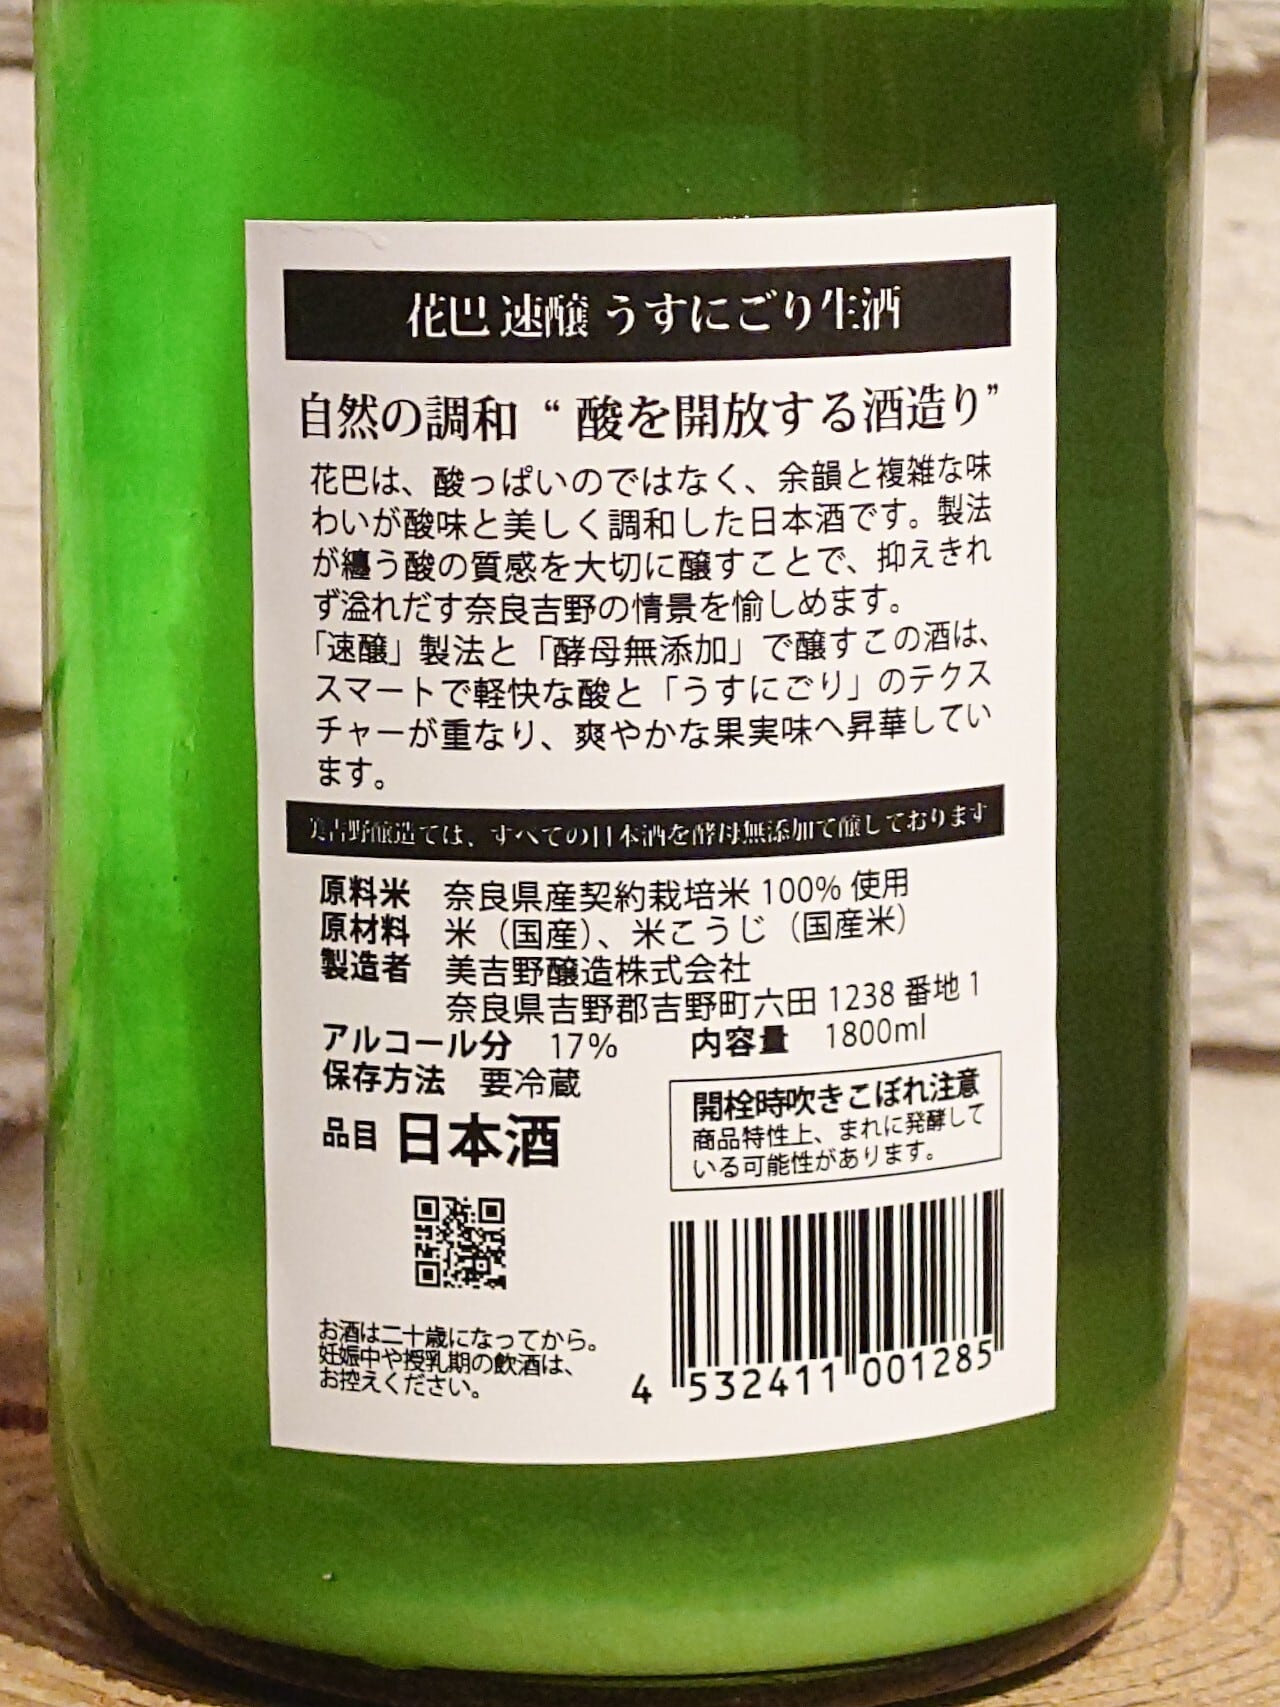 花巴 速醸 うすにごり生酒
自然の調和 “ 酸を開放する酒造り”
花巴は、酸っぱいのではなく、余韻と複雑な味
わいが酸味と美しく調和した日本酒です。製法
が纏う酸の質感を大切に醸すことで、抑えきれ
ず溢れだす奈良吉野の情景を愉しめます。
「速醸」製法と「酵母無添加」で醸すこの酒は、
スマートで軽快な酸と「うすにごり」のテクス
チャーが重なり、爽やかな果実味へ昇華してい
ます。
美吉野醸造では、すべての日本酒を酵母無添加で醸しております
原料米 奈良県産契約栽培米 100% 使用
原材料 米（国産）、米こうじ（国産米）
製造者 美吉野醸造株式会社
奈良県吉野郡吉野町六田 1238 番地 1
アルコール分 17% 内容量 1800ml
保存方法 要冷蔵
品目 日本酒
開栓時吹きこぼれ注意
商品特性上、まれに発酵して
いる可能性があります。
お酒は二十歳になってから。
妊娠中や授乳期の飲酒は、
お控えください。
4 532411 001285